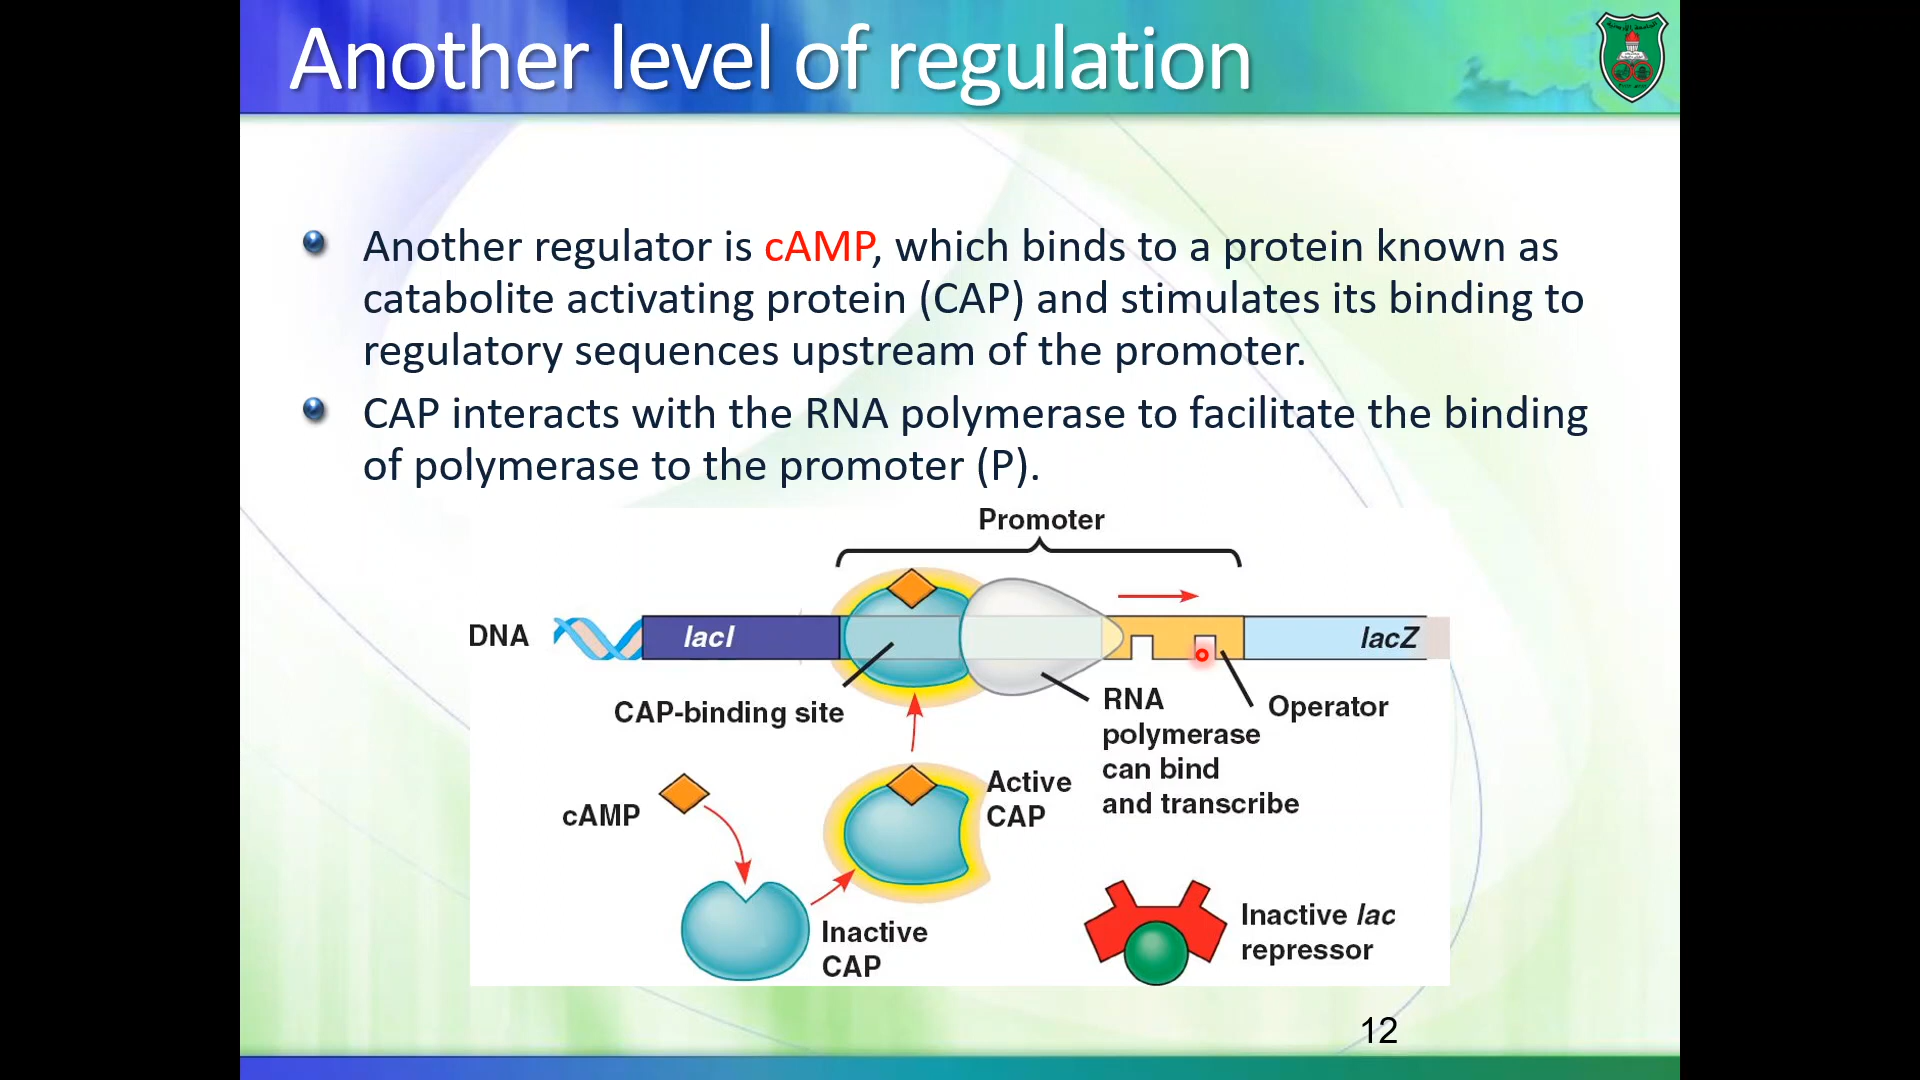 Another level of regulation
Another regulator is cAMP, which binds to a protein known as
catabolite activating protein (CAP) and stimulates its binding to
regulatory sequences upstream of the promoter.
CAP interacts with the RNA polymerase to facilitate the binding
of polymerase to the promoter (P).
Promoter
DNA
lacI
lacZ
CAP-binding site
RNA
polymerase
can bind
and transcribe
Operator
cAMP
Active
CAP
Inactive
CAP
Inactive lac
repressor
12